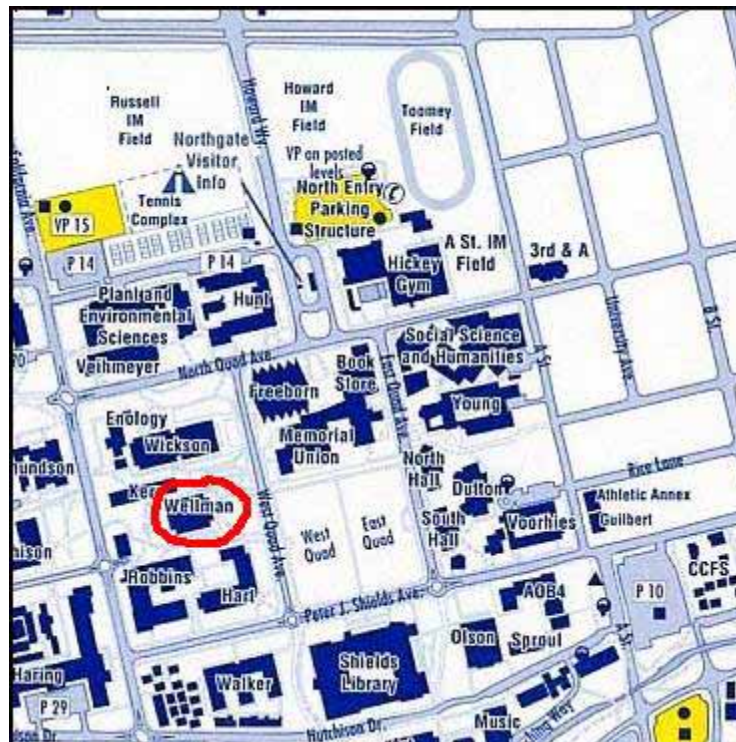 Russell
IM
Field
Howard Wy.
Howard
IM
Field
Toomey
Field
Northgate
Visitor
Info
VP on posted
levels
North Entry
Parking
Structure
Tennis
Complex
VP 15
P 14
P 14
Hickey
Gym
A St. IM
Field
3rd & A
Plant and
Environmental
Sciences
Hunt
Veihmeyer
North Quad Ave.
Book
Store
Freeborn
Memorial
Union
East Quad Ave.
Social Science
and Humanities
Young
A St.
University Ave.
B St.
Enology
Wickson
Wellman
West Quad Ave.
West
Quad
East
Quad
North
Hall
South
Hall
Dutton
Voorhies
Rice Lane
Athletic Annex
Guilbert
Robbins
Hart
Peter J. Shields Ave.
AOB4
P 10
CCFS
A St.
Olson
Sproul
Haring
Walker
Shields
Library
P 29
Hutchison Dr.
Music